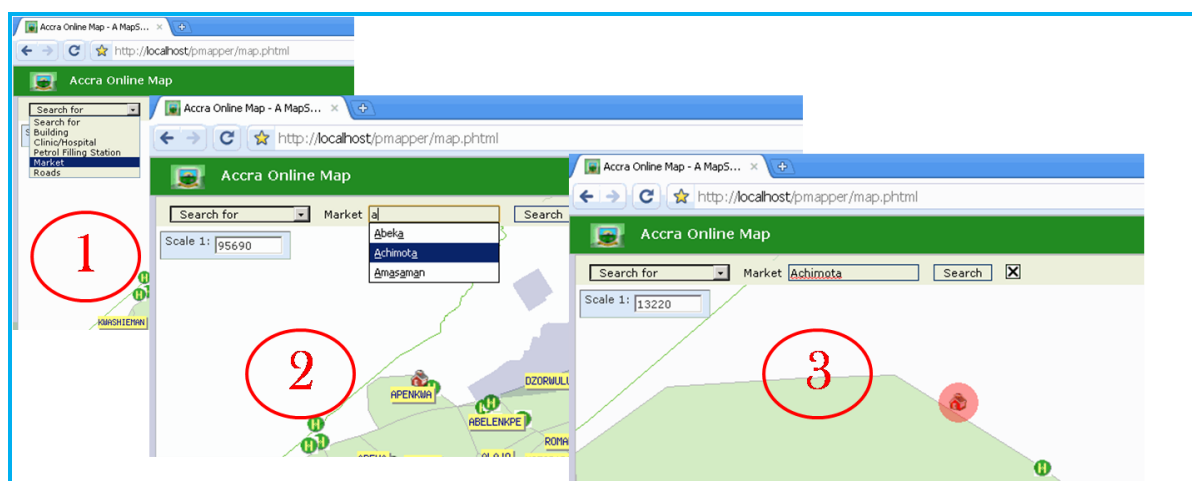 Accra Online Map - A MapS...
http://localhost/pmapper/map.phtml
Accra Online Map
Search for
Search for
Building
Clinic/Hospital
Petrol Filling Station
Market
Roads
1
H
H
KWASHIEMAN
Accra Online Map - A MapS...
http://localhost/pmapper/map.phtml
Accra Online Map
Search for Market a Search
Abeka
Achimota
Amasaman
Scale 1: 95690
2
DZORWULU
APENKWA
H
ABELENKPE
H
H
ROMA
Accra Online Map - A MapS...
http://localhost/pmapper/map.phtml
Accra Online Map
Search for Market Achimota Search
Scale 1: 13220
3
H